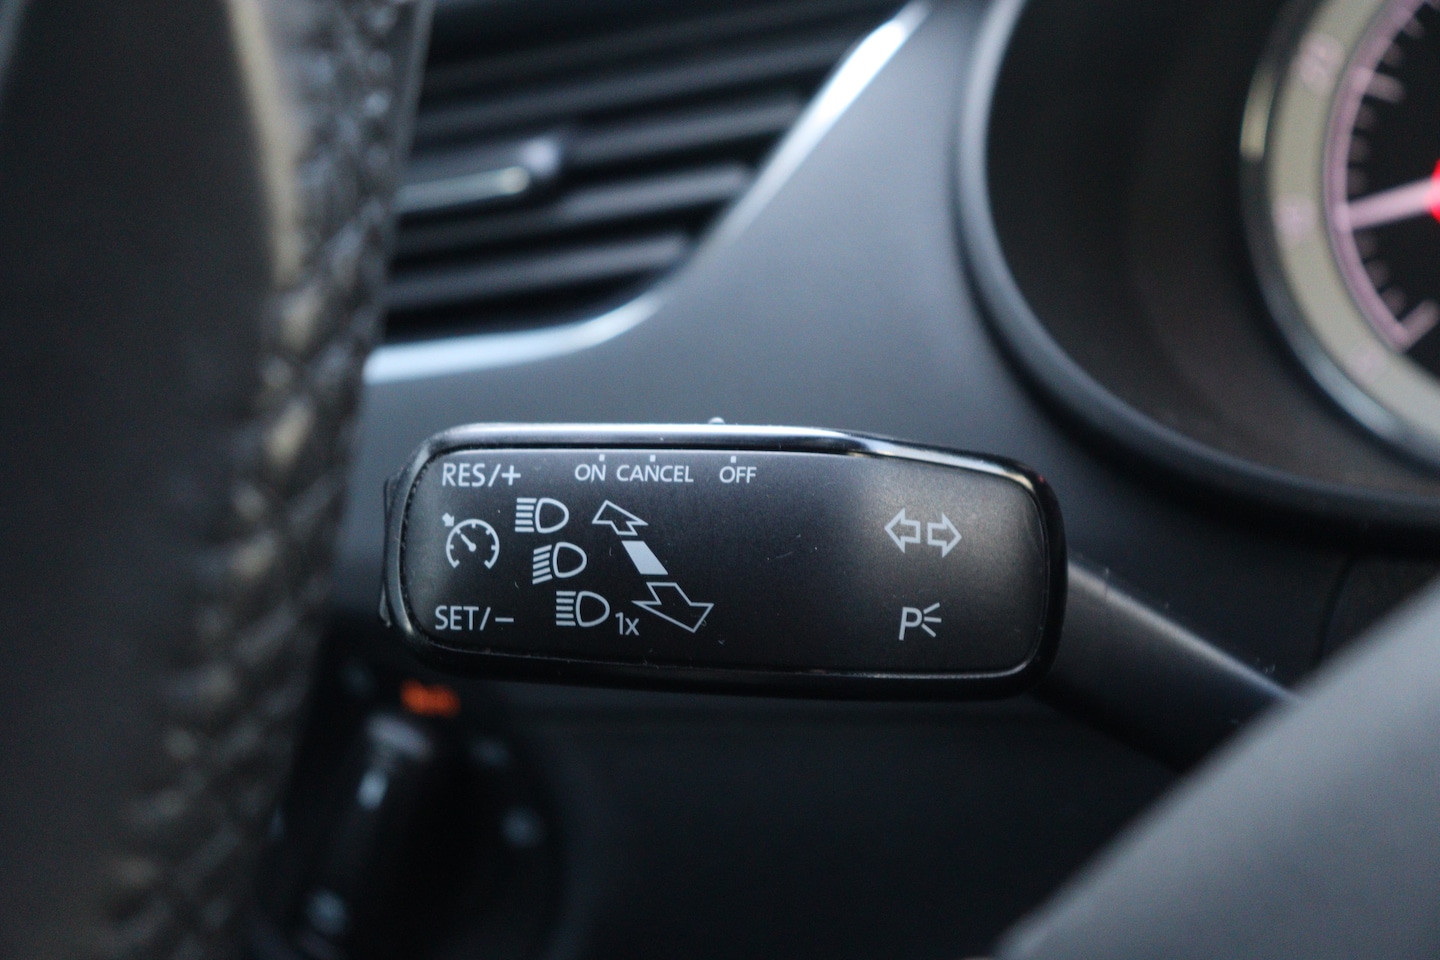 RES/+ ON CANCEL OFF
1x
SET/–
P